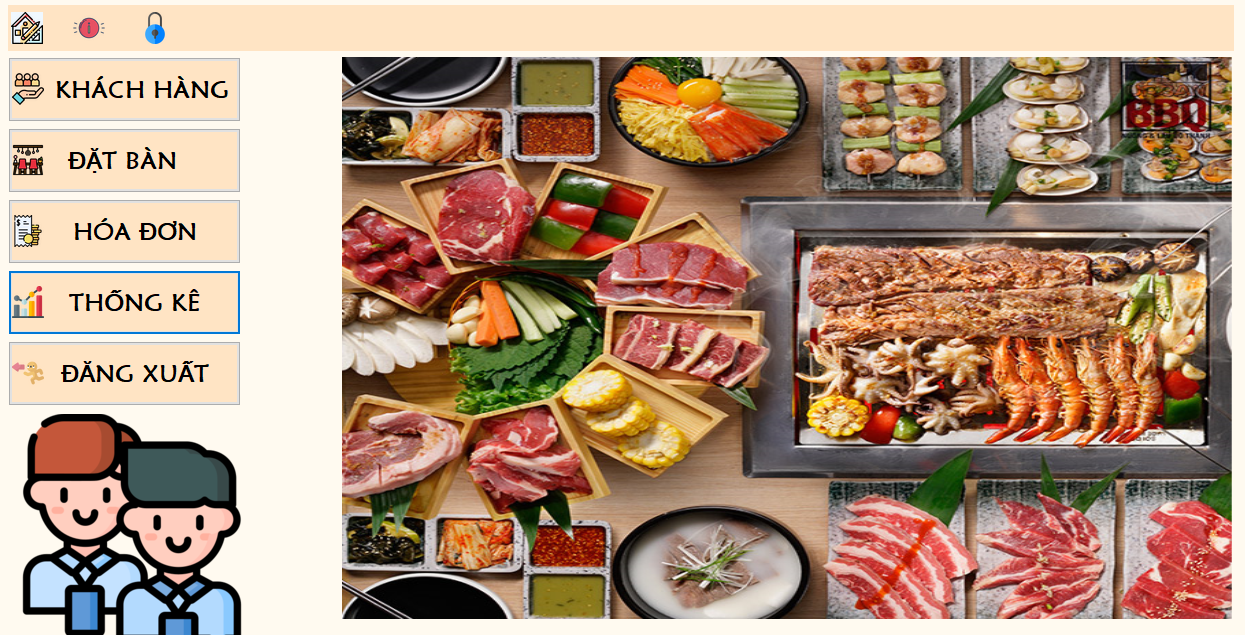 KHÁCH HÀNG
ĐẶT BÀN
HÓA ĐƠN
THỐNG KÊ
ĐĂNG XUẤT
BBQ